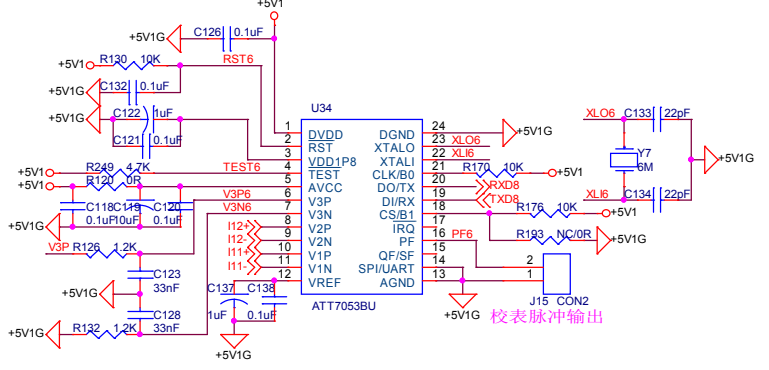 +5V1
C126 0.1uF
+5V1G
R130 10K
+5V1
RST6
C132 0.1uF
+5V1G
C122 1uF
+5V1G
C121 0.1uF
R249 4.7K
+5V1
TEST6
R120 0R
+5V1
C118 C119 C120
0.1uF 10uF 0.1uF
+5V1G
V3P6
V3N6
V3P
R126 1.2K
C123
33nF
+5V1G
C128
33nF
R132 1.2K
+5V1G
I12+
I12-
I11+
I11-
C137 C138
1uF 0.1uF
+5V1G
U34
1 DVDD DGND 24
2 RST XTALO 23
3 VDD1P8 XTALI 22
4 TEST CLK/B0 21
5 AVCC DO/TX 20
6 V3P DI/RX 19
7 V3N CS/B1 18
8 V2P IRQ 17
9 V2N PF 16
10 V1P QF/SF 15
11 V1N SPI/UART 14
12 VREF AGND 13
ATT7053BU
+5V1G
XLO6
XLI6
R170 10K
+5V1
RXD8
TXD8
R176 10K
+5V1
R193 NC/0R
+5V1G
PF6
2
1
J15 CON2
+5V1G
校表脉冲输出
XLO6
C133 22pF
Y7
6M
+5V1G
XLI6
C134 22pF